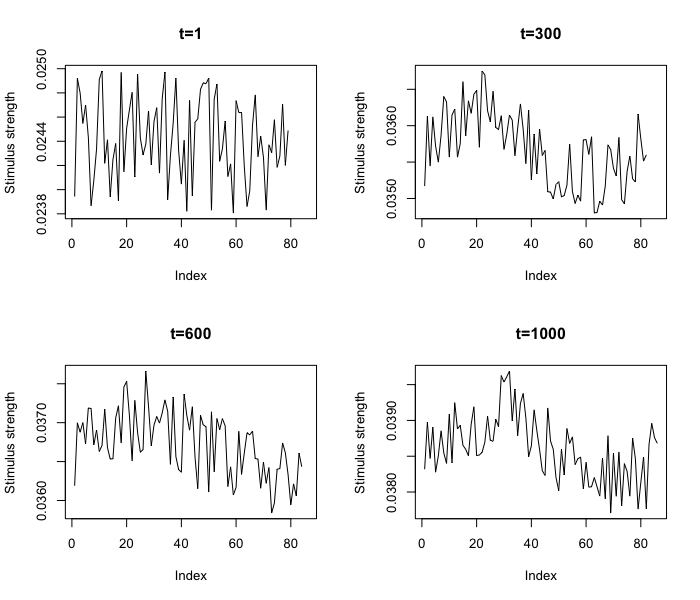 t=1
Stimulus strength
0.0238 0.0244 0.0250
0 20 40 60 80
Index
t=300
Stimulus strength
0.0350 0.0360
0 20 40 60 80
Index
t=600
Stimulus strength
0.0360 0.0370
0 20 40 60 80
Index
t=1000
Stimulus strength
0.0380 0.0390
0 20 40 60 80
Index